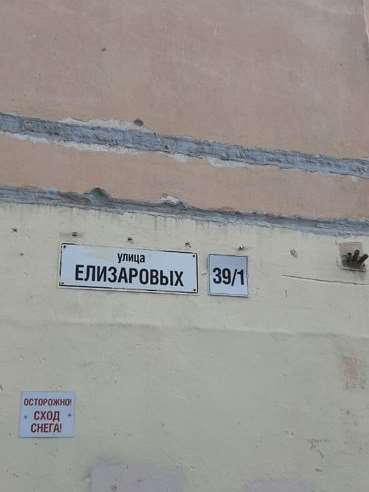 улица
ЕЛИЗАРОВЫХ
39/1
ОСТОРОЖНО!
СХОД
СНЕГА!